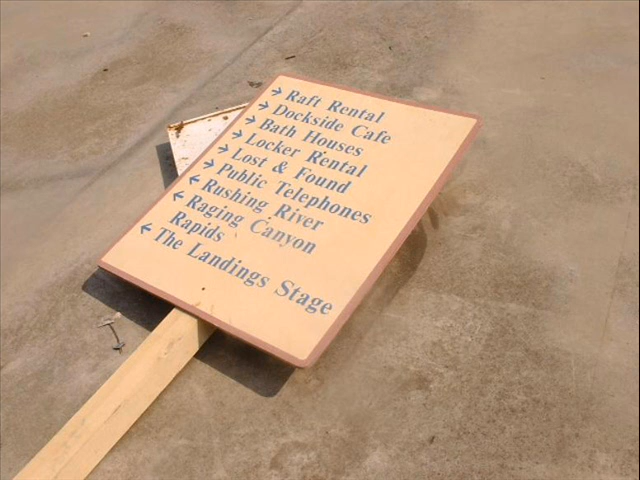 → Raft Rental
→ Dockside Cafe
→ Bath Houses
→ Locker Rental
→ Lost & Found
→ Public Telephones
← Rushing River
← Raging Canyon
Rapids
← The Landings Stage